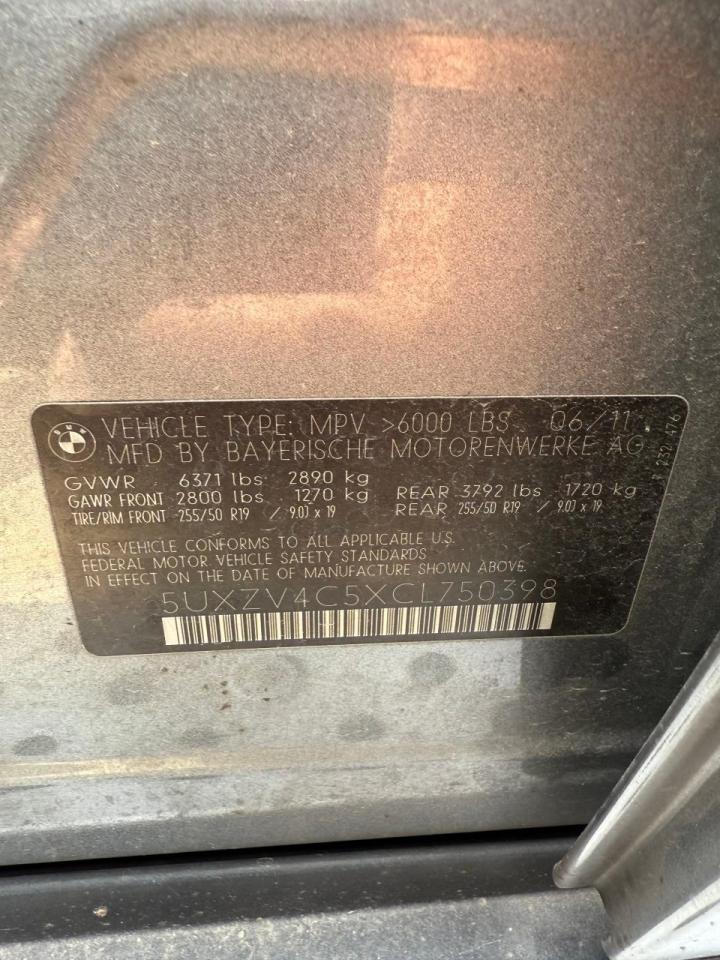 VEHICLE TYPE: MPV >6000 LBS 06/11
MFD BY BAYERISCHE MOTORENWERKE AG
GVWR 6371 lbs 2890 kg
GAWR FRONT 2800 lbs 1270 kg REAR 3792 lbs 1720 kg
TIRE/RIM FRONT 255/50 R19 / 9.0J x 19 REAR 255/50 R19 / 9.0J x 19
THIS VEHICLE CONFORMS TO ALL APPLICABLE U.S.
FEDERAL MOTOR VEHICLE SAFETY STANDARDS
IN EFFECT ON THE DATE OF MANUFACTURE SHOWN ABOVE.
5UXZV4C5XCL750398
BMW